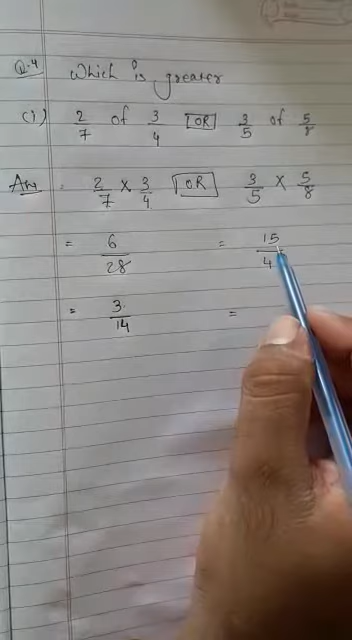 Q.4 Which is greater
(i) 2/7 of 3/4 OR 3/5 of 5/8
Ans = 2/7 × 3/4 OR 3/5 × 5/8
= 6/28 = 15/4
= 3/14 =